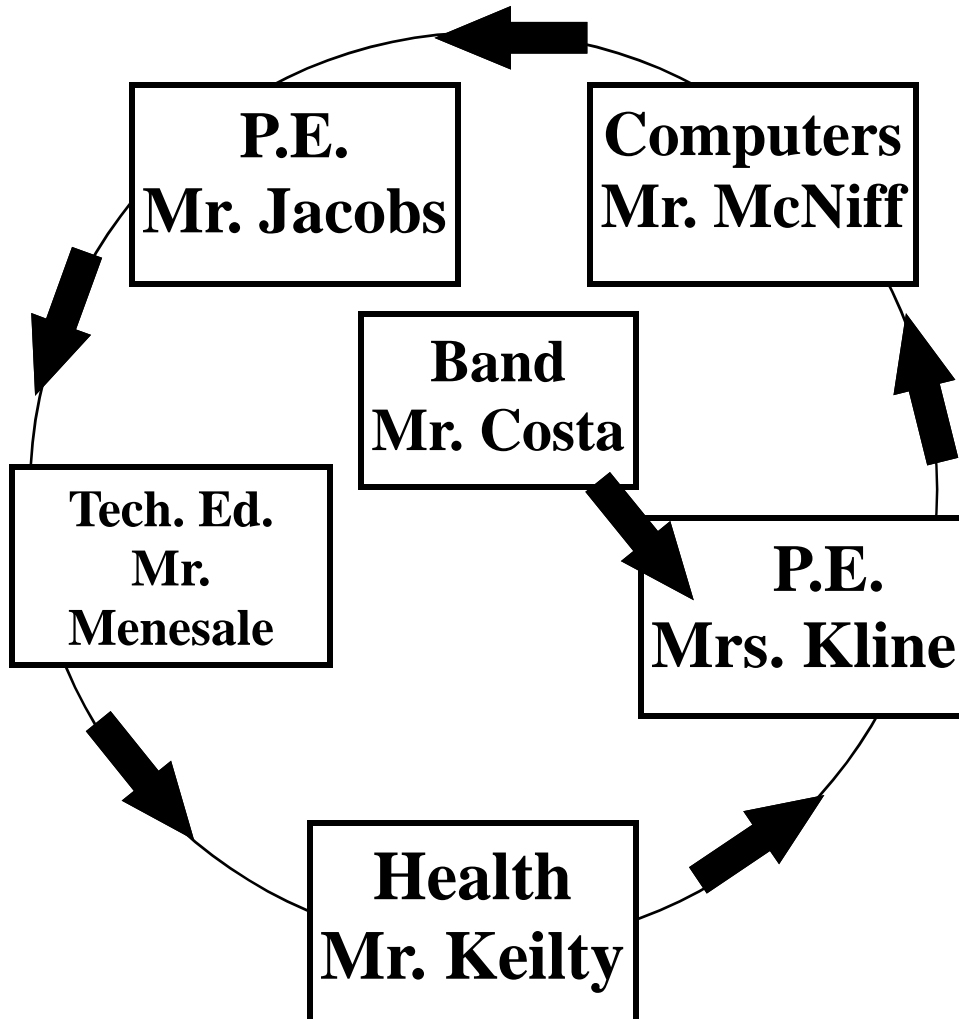 P.E.
Mr. Jacobs
Computers
Mr. McNiff
Band
Mr. Costa
Tech. Ed.
Mr.
Menesale
P.E.
Mrs. Kline
Health
Mr. Keilty